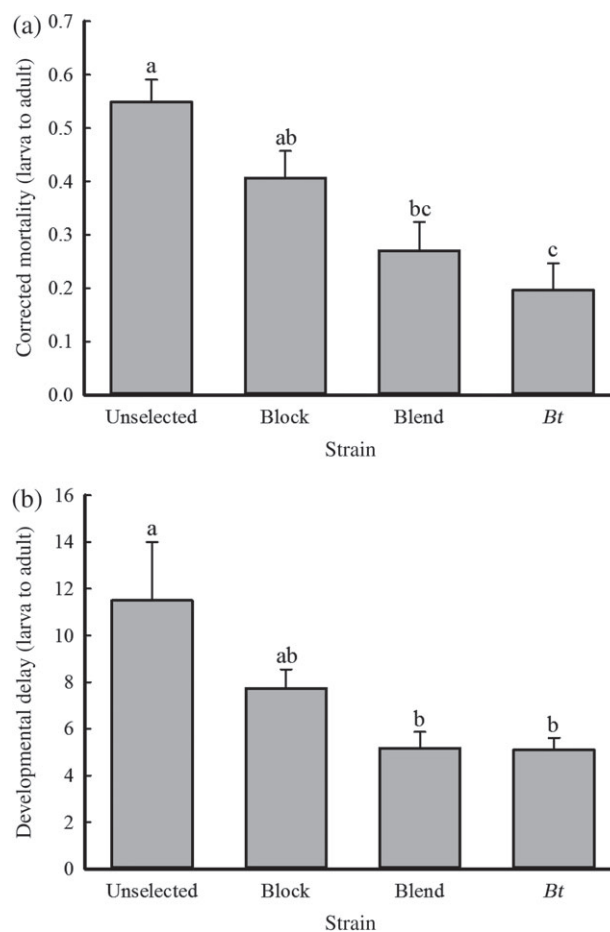 (a)
Corrected mortality (larva to adult)
0.7
0.6
0.5
0.4
0.3
0.2
0.1
0.0
a
ab
bc
c
Unselected Block Blend Bt
Strain
(b)
Developmental delay (larva to adult)
16
14
12
10
8
6
4
2
0
a
ab
b
b
Unselected Block Blend Bt
Strain